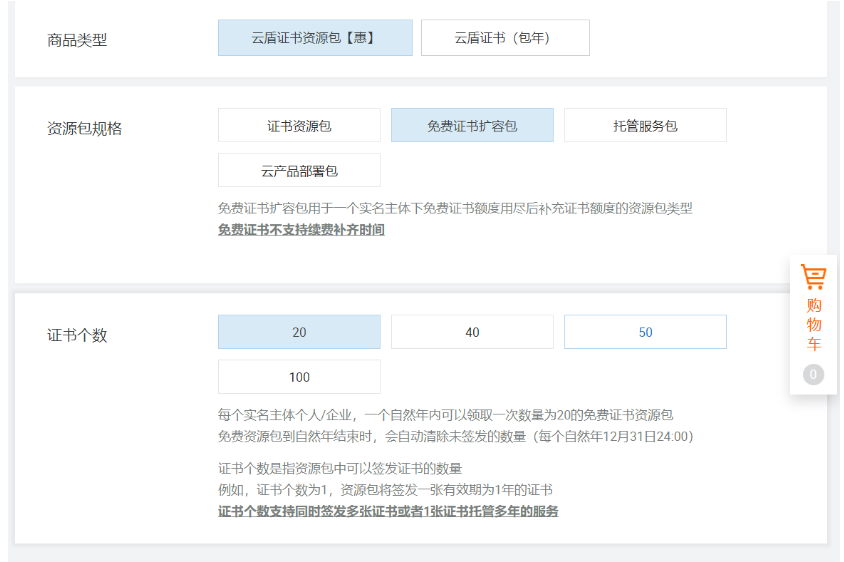 商品类型
云盾证书资源包【惠】
云盾证书（包年）
资源包规格
证书资源包
免费证书扩容包
托管服务包
云产品部署包
免费证书扩容包用于一个实名主体下免费证书额度用尽后补充证书额度的资源包类型
免费证书不支持续费补齐时间
购物车
0
证书个数
20
40
50
100
每个实名主体个人/企业，一个自然年内可以领取一次数量为20的免费证书资源包
免费资源包到自然年结束时，会自动清除未签发的数量（每个自然年12月31日24:00）
证书个数是指资源包中可以签发证书的数量
例如，证书个数为1，资源包将签发一张有效期为1年的证书
证书个数支持同时签发多张证书或者1张证书托管多年的服务